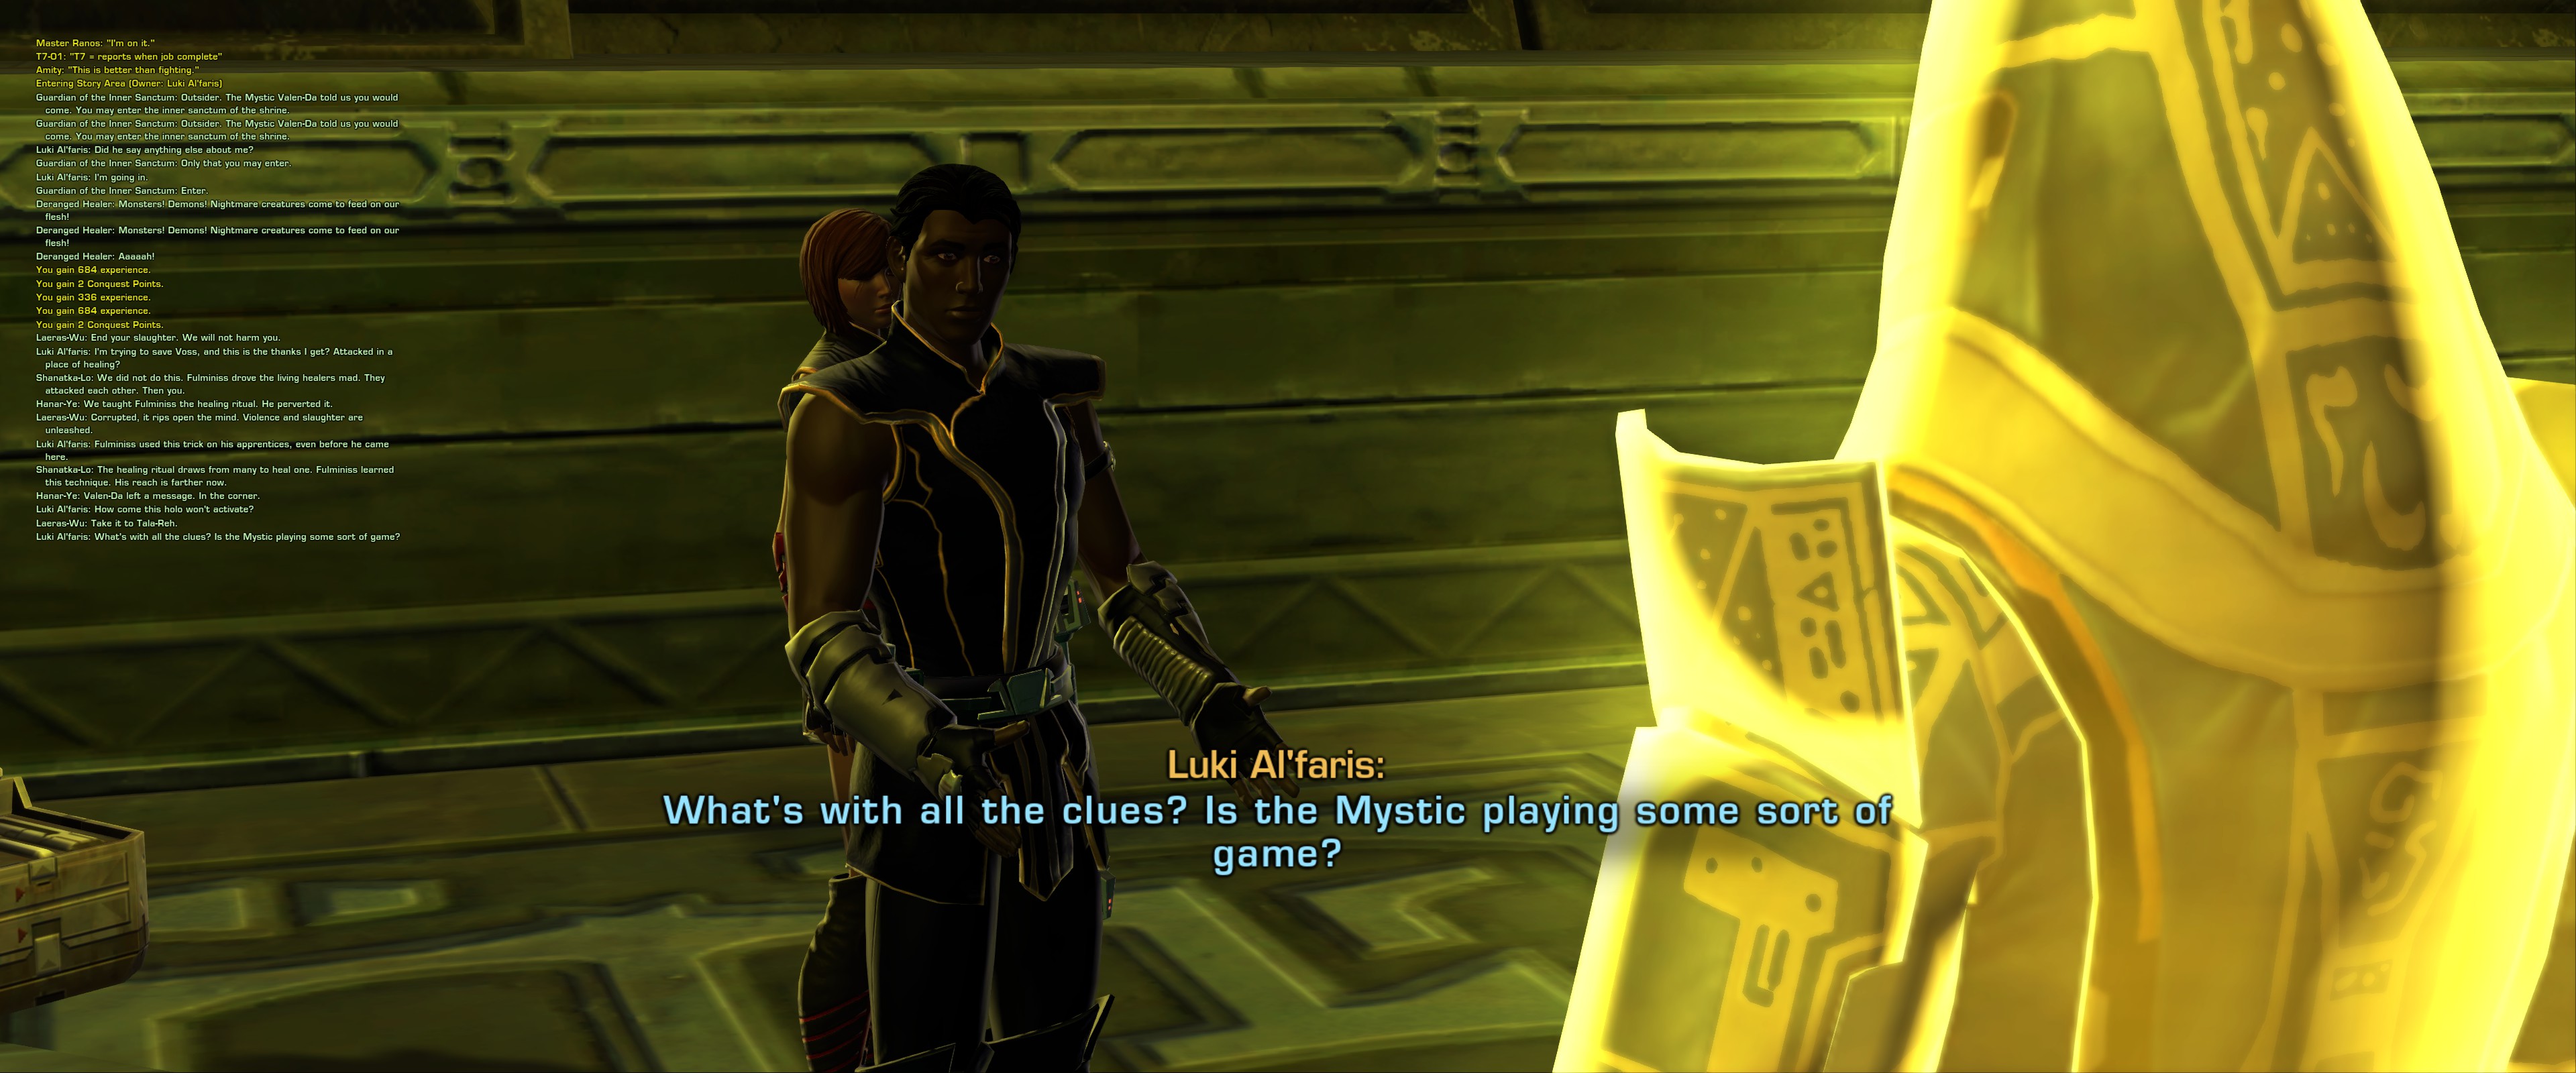 Master Ranos: "I'm on it."
T7-01: "T7 = reports when job complete"
Amity: "This is better than fighting."
Entering Story Area (Owner: Luki Al'faris)
Guardian of the Inner Sanctum: Outsider. The Mystic Valen-Da told us you would
come. You may enter the inner sanctum of the shrine.
Guardian of the Inner Sanctum: Outsider. The Mystic Valen-Da told us you would
come. You may enter the inner sanctum of the shrine.
Luki Al'faris: Did he say anything else about me?
Guardian of the Inner Sanctum: Only that you may enter.
Luki Al'faris: I'm going in.
Guardian of the Inner Sanctum: Enter.
Deranged Healer: Monsters! Demons! Nightmare creatures come to feed on our
flesh!
Deranged Healer: Monsters! Demons! Nightmare creatures come to feed on our
flesh!
Deranged Healer: Aaaaah!
You gain 684 experience.
You gain 2 Conquest Points.
You gain 336 experience.
You gain 684 experience.
You gain 2 Conquest Points.
Laeras-Wu: End your slaughter. We will not harm you.
Luki Al'faris: I'm trying to save Voss, and this is the thanks I get? Attacked in a
place of healing?
Shanatka-Lo: We did not do this. Fulminiss drove the living healers mad. They
attacked each other. Then you.
Hanar-Ye: We taught Fulminiss the healing ritual. He perverted it.
Laeras-Wu: Corrupted, it rips open the mind. Violence and slaughter are
unleashed.
Luki Al'faris: Fulminiss used this trick on his apprentices, even before he came
here.
Shanatka-Lo: The healing ritual draws from many to heal one. Fulminiss learned
this technique. His reach is farther now.
Hanar-Ye: Valen-Da left a message. In the corner.
Luki Al'faris: How come this holo won't activate?
Laeras-Wu: Take it to Tala-Reh.
Luki Al'faris: What's with all the clues? Is the Mystic playing some sort of game?
Luki Al'faris:
What's with all the clues? Is the Mystic playing some sort of
game?